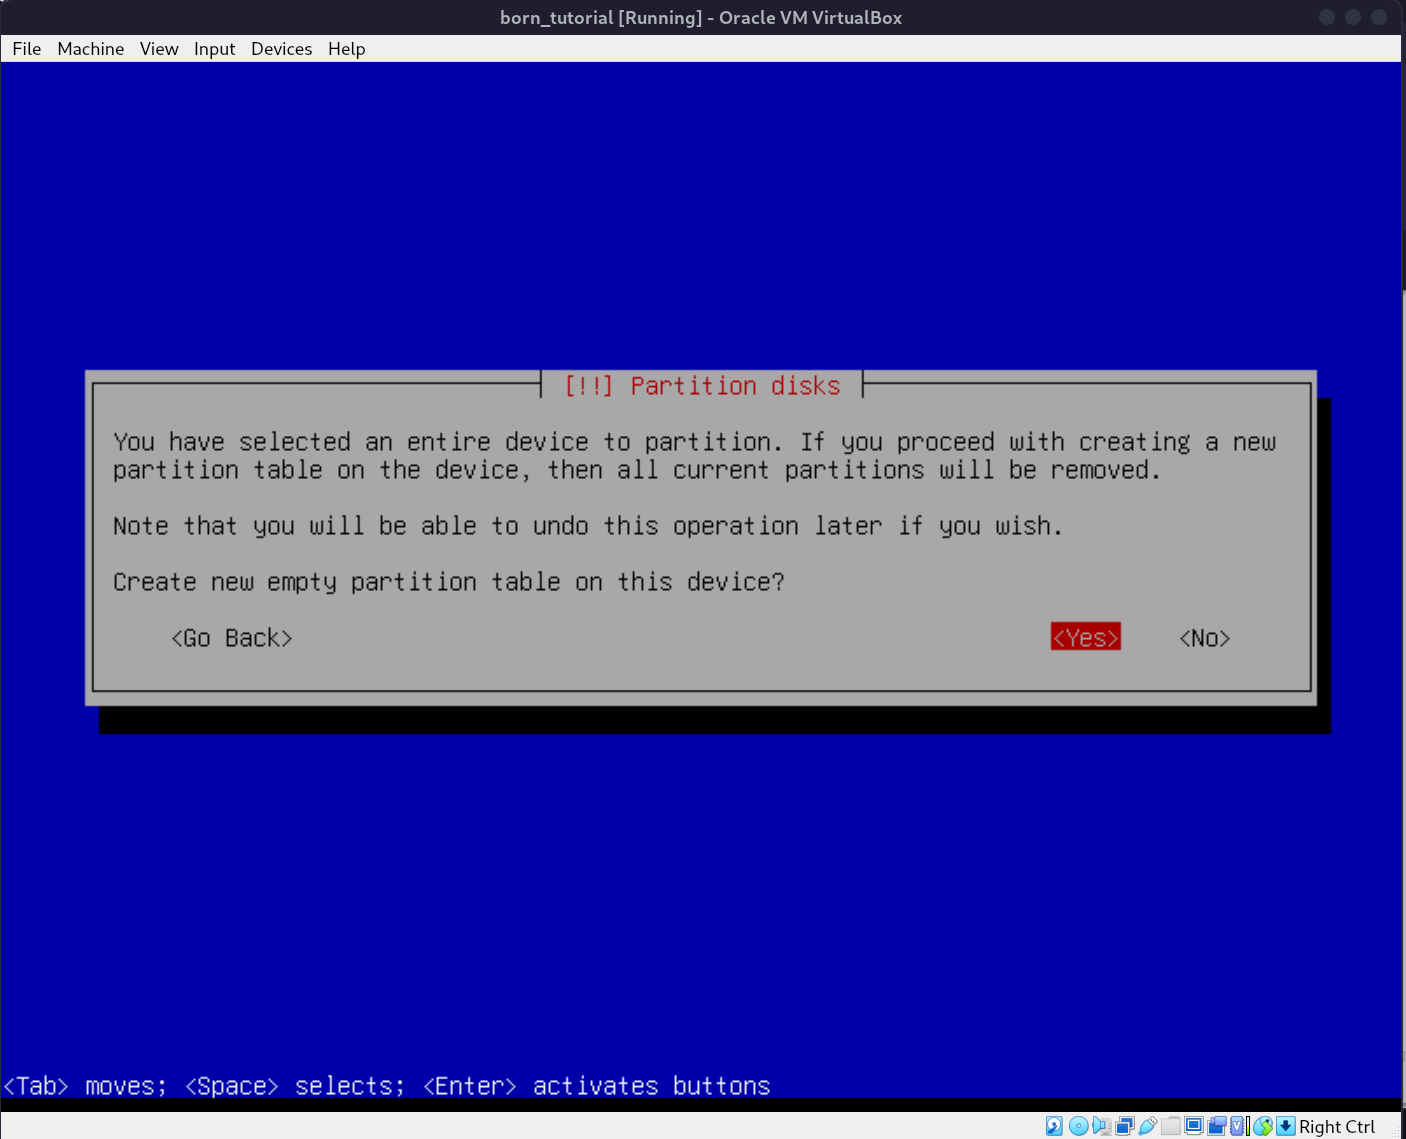 born_tutorial [Running] - Oracle VM VirtualBox
File Machine View Input Devices Help
[!!] Partition disks
You have selected an entire device to partition. If you proceed with creating a new
partition table on the device, then all current partitions will be removed.
Note that you will be able to undo this operation later if you wish.
Create new empty partition table on this device?
<Go Back> <Yes> <No>
<Tab> moves; <Space> selects; <Enter> activates buttons
Right Ctrl